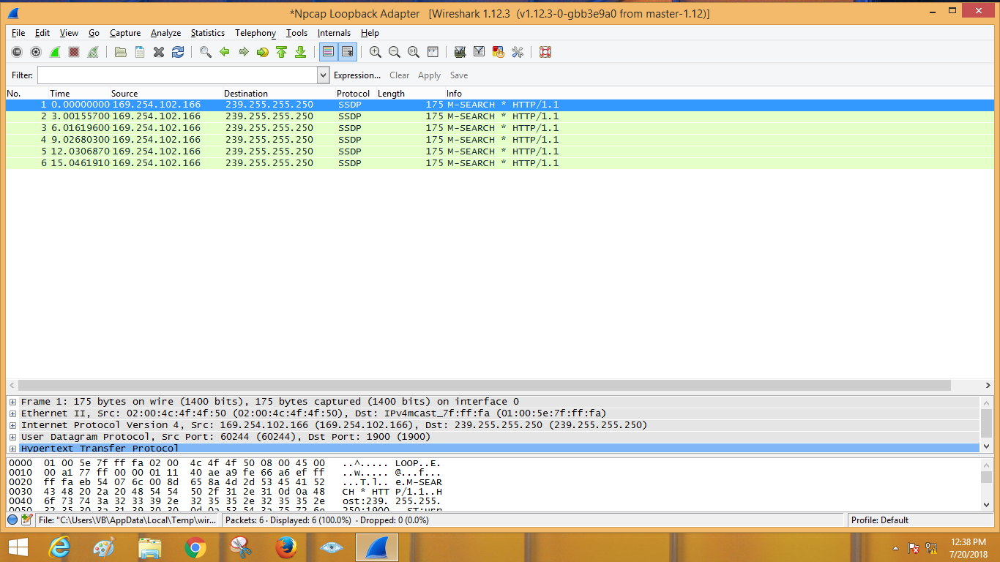 *Npcap Loopback Adapter [Wireshark 1.12.3 (v1.12.3-0-gbb3e9a0 from master-1.12)]
File Edit View Go Capture Analyze Statistics Telephony Tools Internals Help
Filter: Expression... Clear Apply Save
No. Time Source Destination Protocol Length Info
1 0.00000000 169.254.102.166 239.255.255.250 SSDP 175 M-SEARCH * HTTP/1.1
2 3.00155700 169.254.102.166 239.255.255.250 SSDP 175 M-SEARCH * HTTP/1.1
3 6.01619600 169.254.102.166 239.255.255.250 SSDP 175 M-SEARCH * HTTP/1.1
4 9.02680300 169.254.102.166 239.255.255.250 SSDP 175 M-SEARCH * HTTP/1.1
5 12.0306870 169.254.102.166 239.255.255.250 SSDP 175 M-SEARCH * HTTP/1.1
6 15.0461910 169.254.102.166 239.255.255.250 SSDP 175 M-SEARCH * HTTP/1.1
Frame 1: 175 bytes on wire (1400 bits), 175 bytes captured (1400 bits) on interface 0
Ethernet II, Src: 02:00:4c:4f:4f:50 (02:00:4c:4f:4f:50), Dst: IPv4mcast_7f:ff:fa (01:00:5e:7f:ff:fa)
Internet Protocol Version 4, Src: 169.254.102.166 (169.254.102.166), Dst: 239.255.255.250 (239.255.255.250)
User Datagram Protocol, Src Port: 60244 (60244), Dst Port: 1900 (1900)
Hypertext Transfer Protocol
0000 01 00 5e 7f ff fa 02 00 4c 4f 4f 50 08 00 45 00 ..^..... LOOP..E.
0010 00 a1 77 ff 00 00 01 11 40 ae a9 fe 66 a6 ef ff ..w..... @...f...
0020 ff fa eb 54 07 6c 00 8d 65 8a 4d 2d 53 45 41 52 ...T.l.. e.M-SEAR
0030 43 48 20 2a 20 48 54 54 50 2f 31 2e 31 0d 0a 48 CH * HTT P/1.1..H
0040 6f 73 74 3a 32 33 39 2e 32 35 35 2e 32 35 35 2e ost:239. 255.255.
0050 32 35 30 3a 31 39 30 30 0d 0a 53 54 3a 75 72 6e 250:1900 ..ST:urn
File: "C:\Users\VB\AppData\Local\Temp\wir... Packets: 6 · Displayed: 6 (100.0%) · Dropped: 0 (0.0%) Profile: Default
12:38 PM
7/20/2018